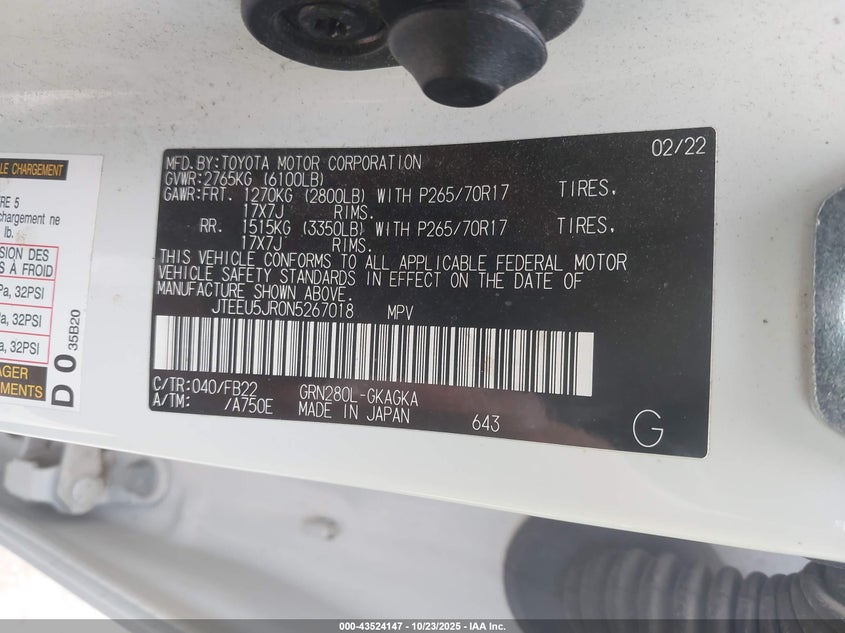 LE CHARGEMENT
RE 5
chargement ne
lb.
SION DES
S À FROID
Pa, 32PSI
a, 32PSI
a, 32PSI
AGER
EMENTS
D 0 35B20
MFD.BY:TOYOTA MOTOR CORPORATION 02/22
GVWR:2765KG (6100LB)
GAWR:FRT. 1270KG (2800LB) WITH P265/70R17 TIRES,
17X7J RIMS.
RR. 1515KG (3350LB) WITH P265/70R17 TIRES,
17X7J RIMS.
THIS VEHICLE CONFORMS TO ALL APPLICABLE FEDERAL MOTOR
VEHICLE SAFETY STANDARDS IN EFFECT ON THE DATE OF
MANUFACTURE SHOWN ABOVE.
JTEEU5JR0N5267018 MPV
C/TR:040/FB22 GRN280L-GKAGKA
A/TM: /A750E MADE IN JAPAN 643 G
000-43524147 - 10/23/2025 - IAA Inc.